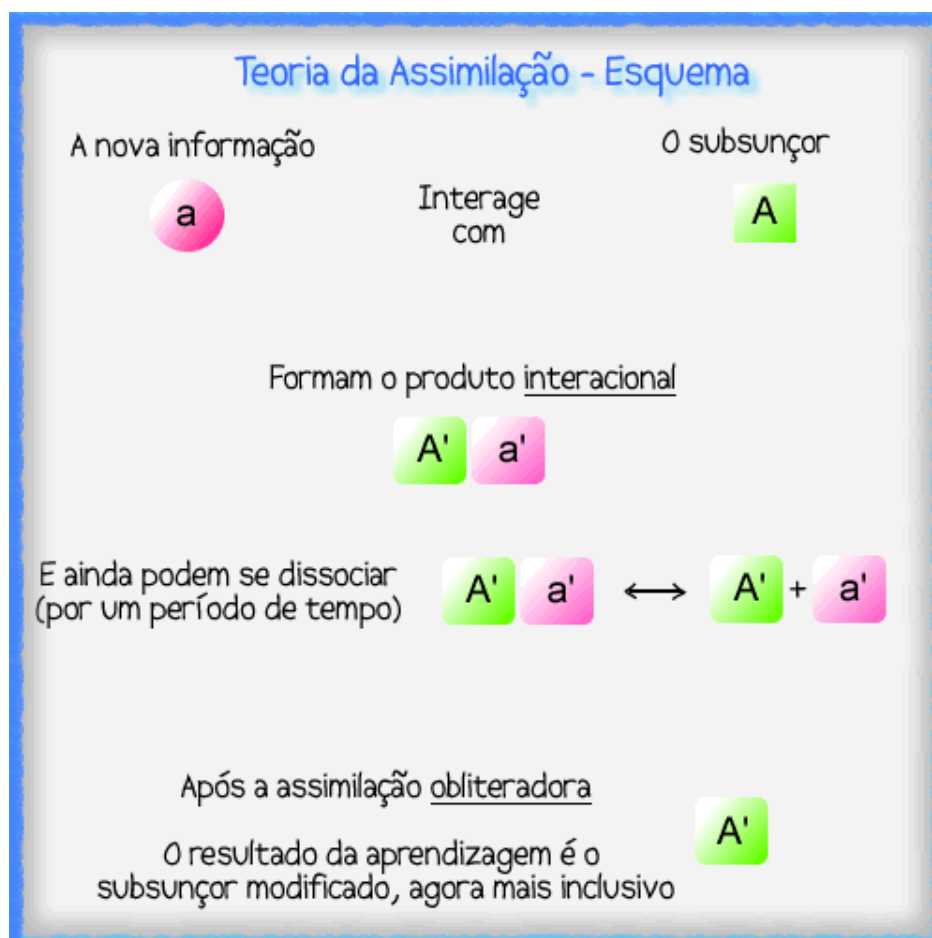 Teoria da Assimilação - Esquema
A nova informação
O subsunçor
a
Interage
com
A
Formam o produto interacional
A' a'
E ainda podem se dissociar
(por um período de tempo)
A' a' ↔ A' + a'
Após a assimilação obliteradora
A'
O resultado da aprendizagem é o
subsunçor modificado, agora mais inclusivo